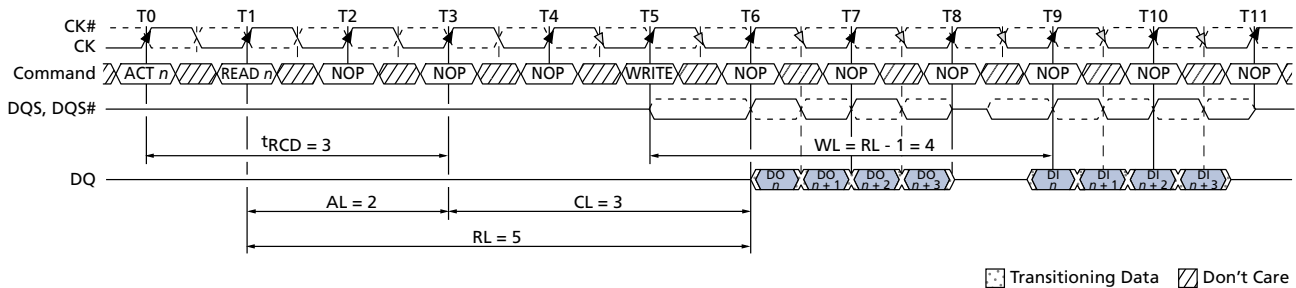 T0 T1 T2 T3 T4 T5 T6 T7 T8 T9 T10 T11
CK#
CK
Command ACT n READ n NOP NOP NOP WRITE NOP NOP NOP NOP NOP NOP
DQS, DQS#
tRCD = 3 WL = RL - 1 = 4
DQ DO n DO n + 1 DO n + 2 DO n + 3 DI n DI n + 1 DI n + 2 DI n + 3
AL = 2 CL = 3
RL = 5
Transitioning Data Don't Care